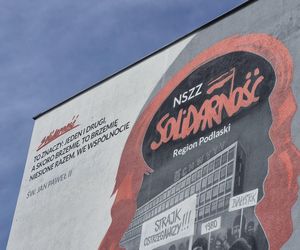 Solidarność
TO ZNACZY: JEDEN I DRUGI,
A SKORO BRZEMIĘ, TO BRZEMIĘ
NIESIONE RAZEM, WE WSPÓLNOCIE
ŚW. JAN PAWEŁ II
NSZZ
SOLIDARNOŚĆ
Region Podlaski
STRAJK
OSTRZEGAWCZY!!!
1980
ZWIĄZEK